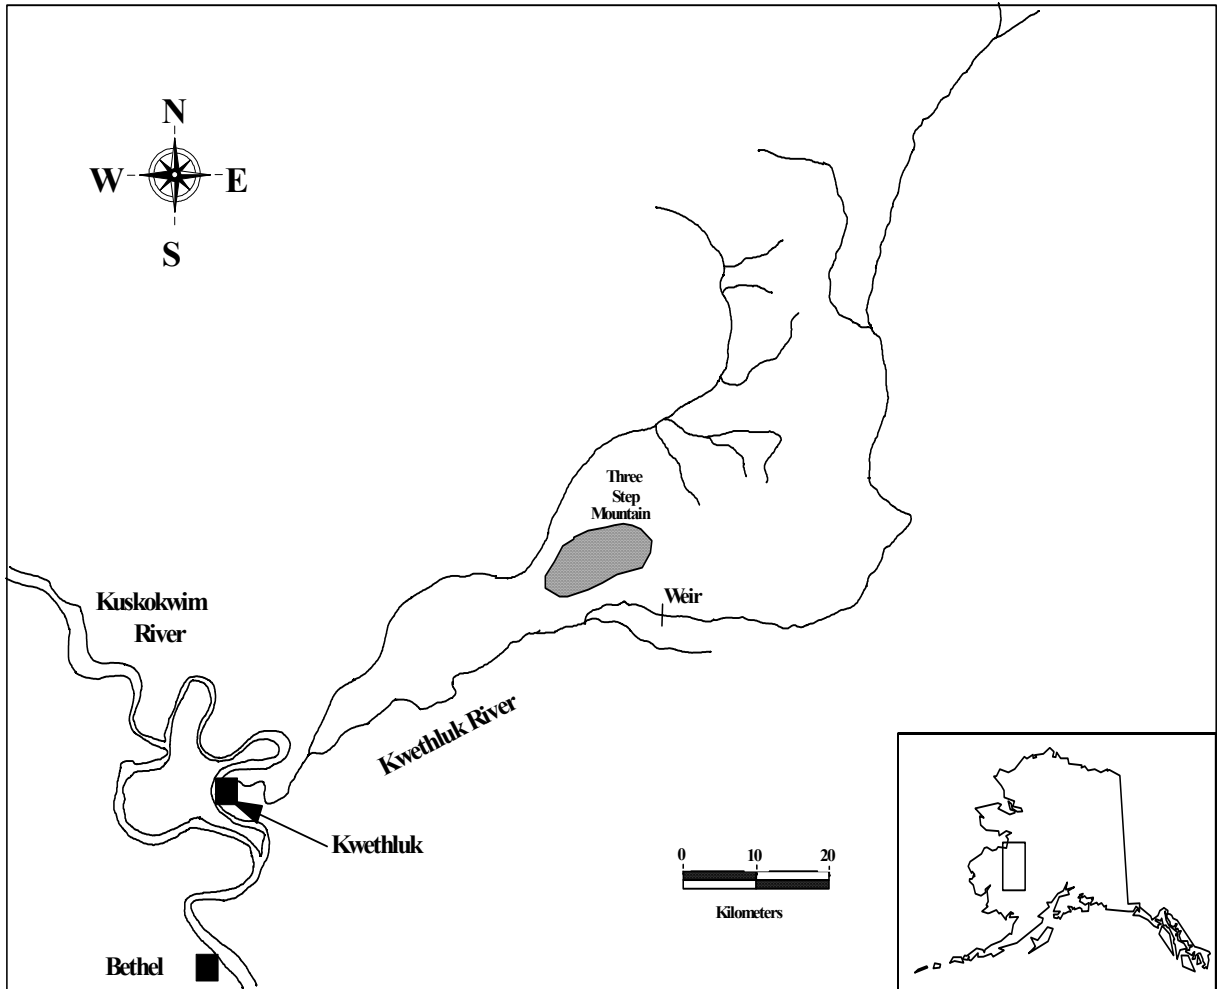 N
W
E
S
Three
Step
Mountain
Kuskokwim
River
Weir
Kwethluk River
Kwethluk
0 10 20
Kilometers
Bethel